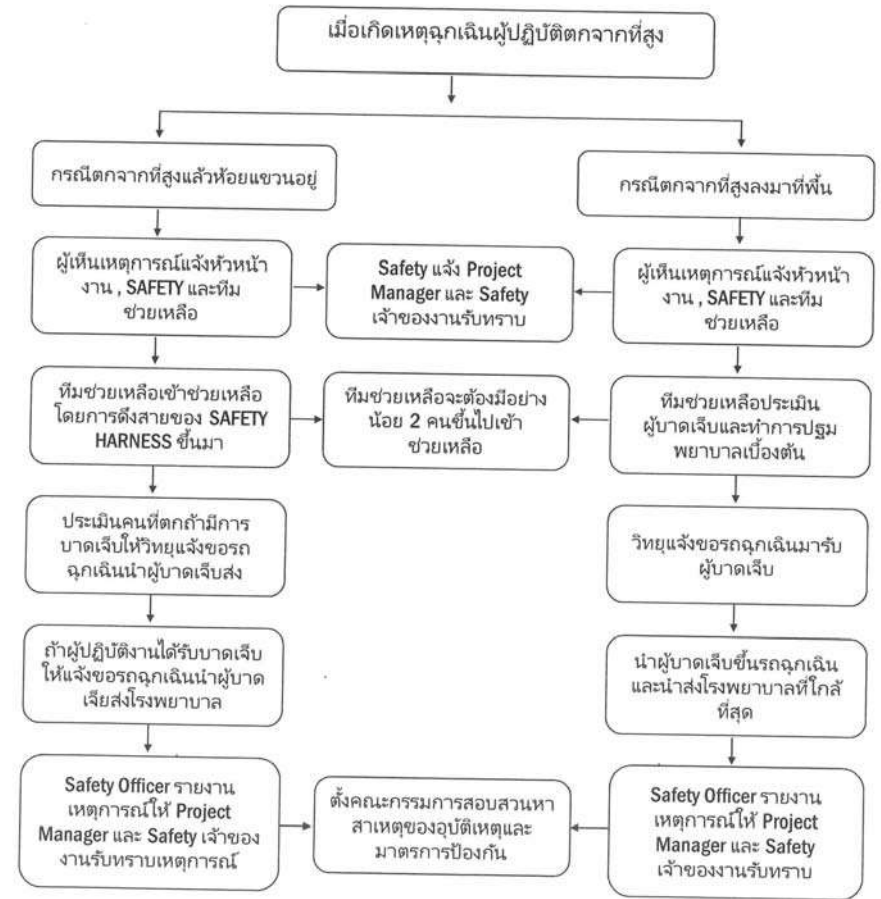 เมื่อเกิดเหตุฉุกเฉินผู้ปฏิบัติตกจากที่สูง
กรณีตกจากที่สูงแล้วห้อยแขวนอยู่
กรณีตกจากที่สูงลงมาที่พื้น
ผู้เห็นเหตุการณ์แจ้งหัวหน้า
งาน , SAFETY และทีม
ช่วยเหลือ
Safety แจ้ง Project
Manager และ Safety
เจ้าของงานรับทราบ
ผู้เห็นเหตุการณ์แจ้งหัวหน้า
งาน , SAFETY และทีม
ช่วยเหลือ
ทีมช่วยเหลือเข้าช่วยเหลือ
โดยการดึงสายของ SAFETY
HARNESS ขึ้นมา
ทีมช่วยเหลือจะต้องมีอย่าง
น้อย 2 คนขึ้นไปเข้า
ช่วยเหลือ
ทีมช่วยเหลือประเมิน
ผู้บาดเจ็บและทำการปฐม
พยาบาลเบื้องต้น
ประเมินคนที่ตกถ้ามีการ
บาดเจ็บให้วิทยุแจ้งขอรถ
ฉุกเฉินนำผู้บาดเจ็บส่ง
วิทยุแจ้งขอรถฉุกเฉินมารับ
ผู้บาดเจ็บ
ถ้าผู้ปฏิบัติงานได้รับบาดเจ็บ
ให้แจ้งขอรถฉุกเฉินนำผู้บาด
เจียส่งโรงพยาบาล
นำผู้บาดเจ็บขึ้นรถฉุกเฉิน
และนำส่งโรงพยาบาลที่ใกล้
ที่สุด
Safety Officer รายงาน
เหตุการณ์ให้ Project
Manager และ Safety เจ้าของ
งานรับทราบเหตุการณ์
ตั้งคณะกรรมการสอบสวนหา
สาเหตุของอุบัติเหตุและ
มาตรการป้องกัน
Safety Officer รายงาน
เหตุการณ์ให้ Project
Manager และ Safety
เจ้าของงานรับทราบ